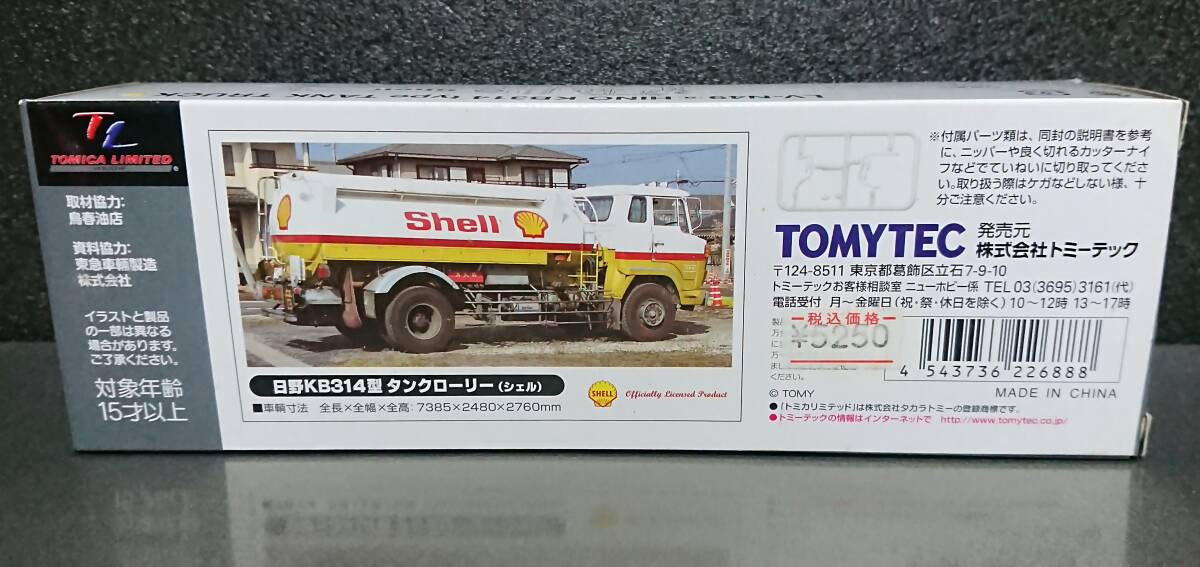 LV-N49a HINO KB314 type TANK TRUCK
TL
TOMICA LIMITED
取材協力:
鳥春油店
資料協力:
東急車輛製造
株式会社
イラストと製品
の一部は異なる
場合があります。
ご了承ください。
対象年齢
15才以上
Shell
日野KB314型 タンクローリー(シェル)
■車輌寸法 全長×全幅×全高:7385×2480×2760mm
SHELL
Officially Licensed Product
※付属パーツ類は、同封の説明書を参考
に、ニッパーや良く切れるカッターナイ
フなどでていねいに切り取ってくださ
い。取り扱う際はケガなどしない様、十
分ご注意ください。
TOMYTEC
発売元
株式会社トミーテック
〒124-8511 東京都葛飾区立石7-9-10
トミーテックお客様相談室 ニューホビー係 TEL 03(3695)3161(代)
電話受付 月〜金曜日(祝・祭・休日を除く)10〜12時 13〜17時
税込価格
¥5250
ください。
4 543736 226888
© TOMY
MADE IN CHINA
●「トミカリミテッド」は株式会社タカラトミーの登録商標です。
●トミーテックの情報はインターネットで http://www.tomytec.co.jp/